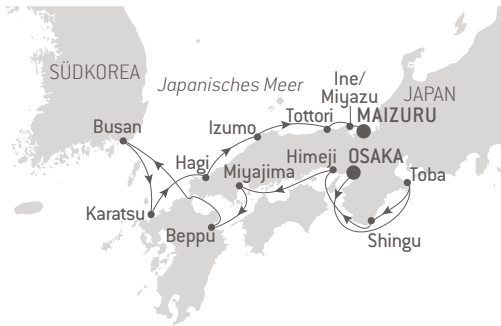 SÜDKOREA
Japanisches Meer
Ine/
Miyazu
JAPAN
MAIZURU
Tottori
Izumo
Busan
Hagi
Himeji
OSAKA
Miyajima
Toba
Karatsu
Beppu
Shingu